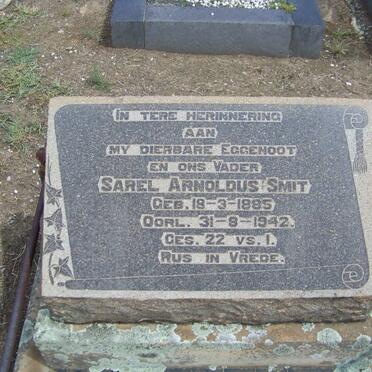 In Tere Herinnering
aan
my dierbare Eggenoot
en ons Vader
Sarel Arnoldus Smit
Geb. 19-3-1885
Oorl. 31-8-1942.
Ges. 22 vs. 1.
Rus in Vrede.